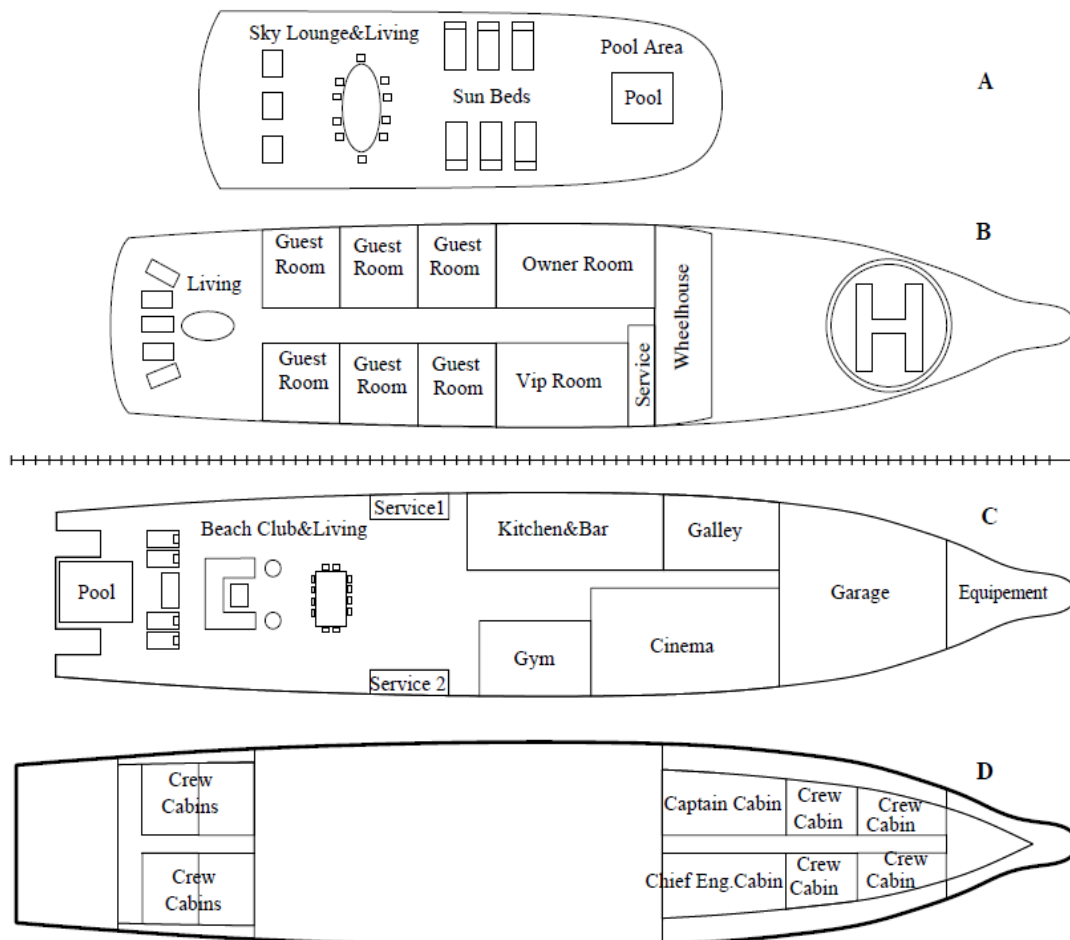 Sky Lounge&Living
Pool Area
A
Pool
Sun Beds
Guest
Room
Guest
Room
Guest
Room
B
Owner Room
Living
Wheelhouse
H
Guest
Room
Guest
Room
Guest
Room
Vip Room
Service
Service1
Beach Club&Living
Kitchen&Bar
Galley
C
Pool
Garage
Equipement
Gym
Cinema
Service 2
Crew
Cabins
D
Captain Cabin
Crew
Cabin
Crew
Cabin
Crew
Cabins
Chief Eng.Cabin
Crew
Cabin
Crew
Cabin